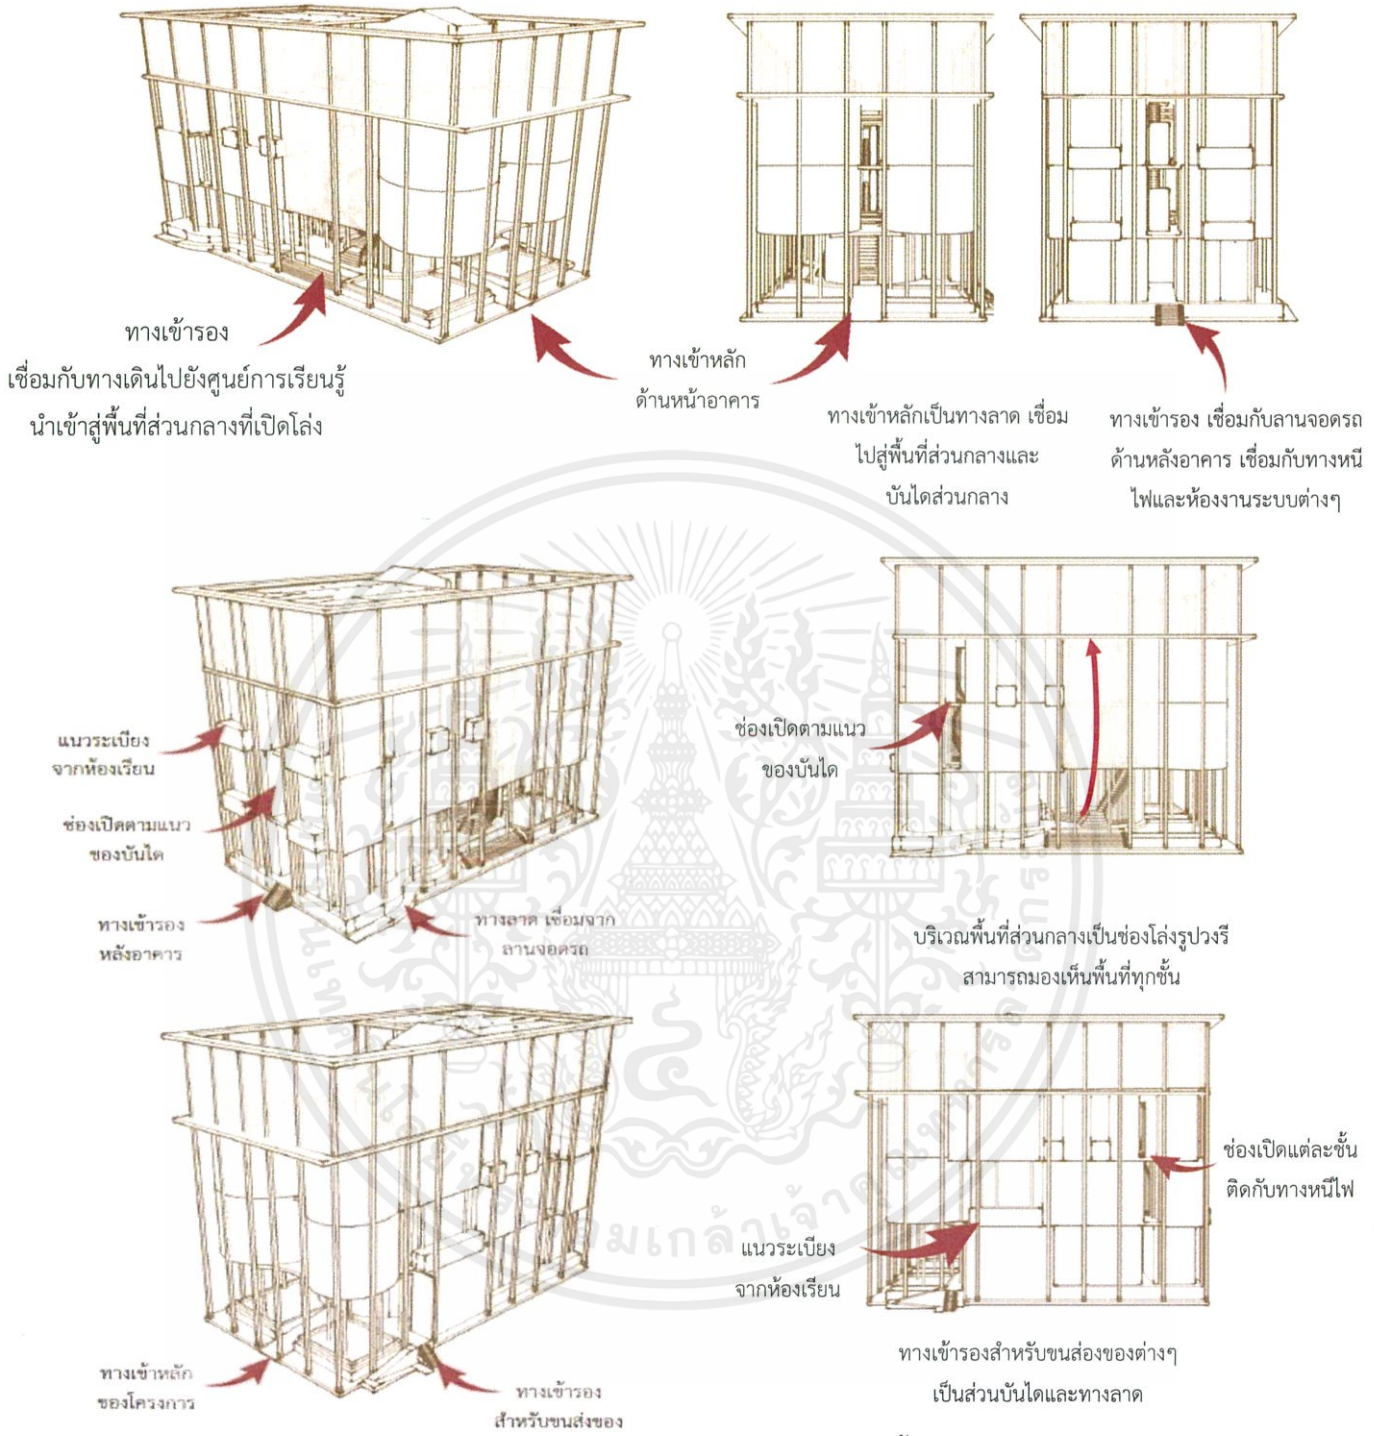 ทางเข้ารอง
เชื่อมกับทางเดินไปยังศูนย์การเรียนรู้
นำเข้าสู่พื้นที่ส่วนกลางที่เปิดโล่ง
ทางเข้าหลัก
ด้านหน้าอาคาร
ทางเข้าหลักเป็นทางลาด เชื่อม
ไปสู่พื้นที่ส่วนกลางและ
บันไดส่วนกลาง
ทางเข้ารอง เชื่อมกับลานจอดรถ
ด้านหลังอาคาร เชื่อมกับทางหนี
ไฟและห้องงานระบบต่างๆ
แนวระเบียง
จากห้องเรียน
ช่องเปิดตามแนว
ของบันได
ทางเข้ารอง
หลังอาคาร
ทางลาด เชื่อมจาก
ลานจอดรถ
ช่องเปิดตามแนว
ของบันได
บริเวณพื้นที่ส่วนกลางเป็นช่องโล่งรูปวงรี
สามารถมองเห็นพื้นที่ทุกชั้น
ทางเข้าหลัก
ของโครงการ
ทางเข้ารอง
สำหรับขนส่งของ
ช่องเปิดแต่ละชั้น
ติดกับทางหนีไฟ
แนวระเบียง
จากห้องเรียน
ทางเข้ารองสำหรับขนส่องของต่างๆ
เป็นส่วนบันไดและทางลาด